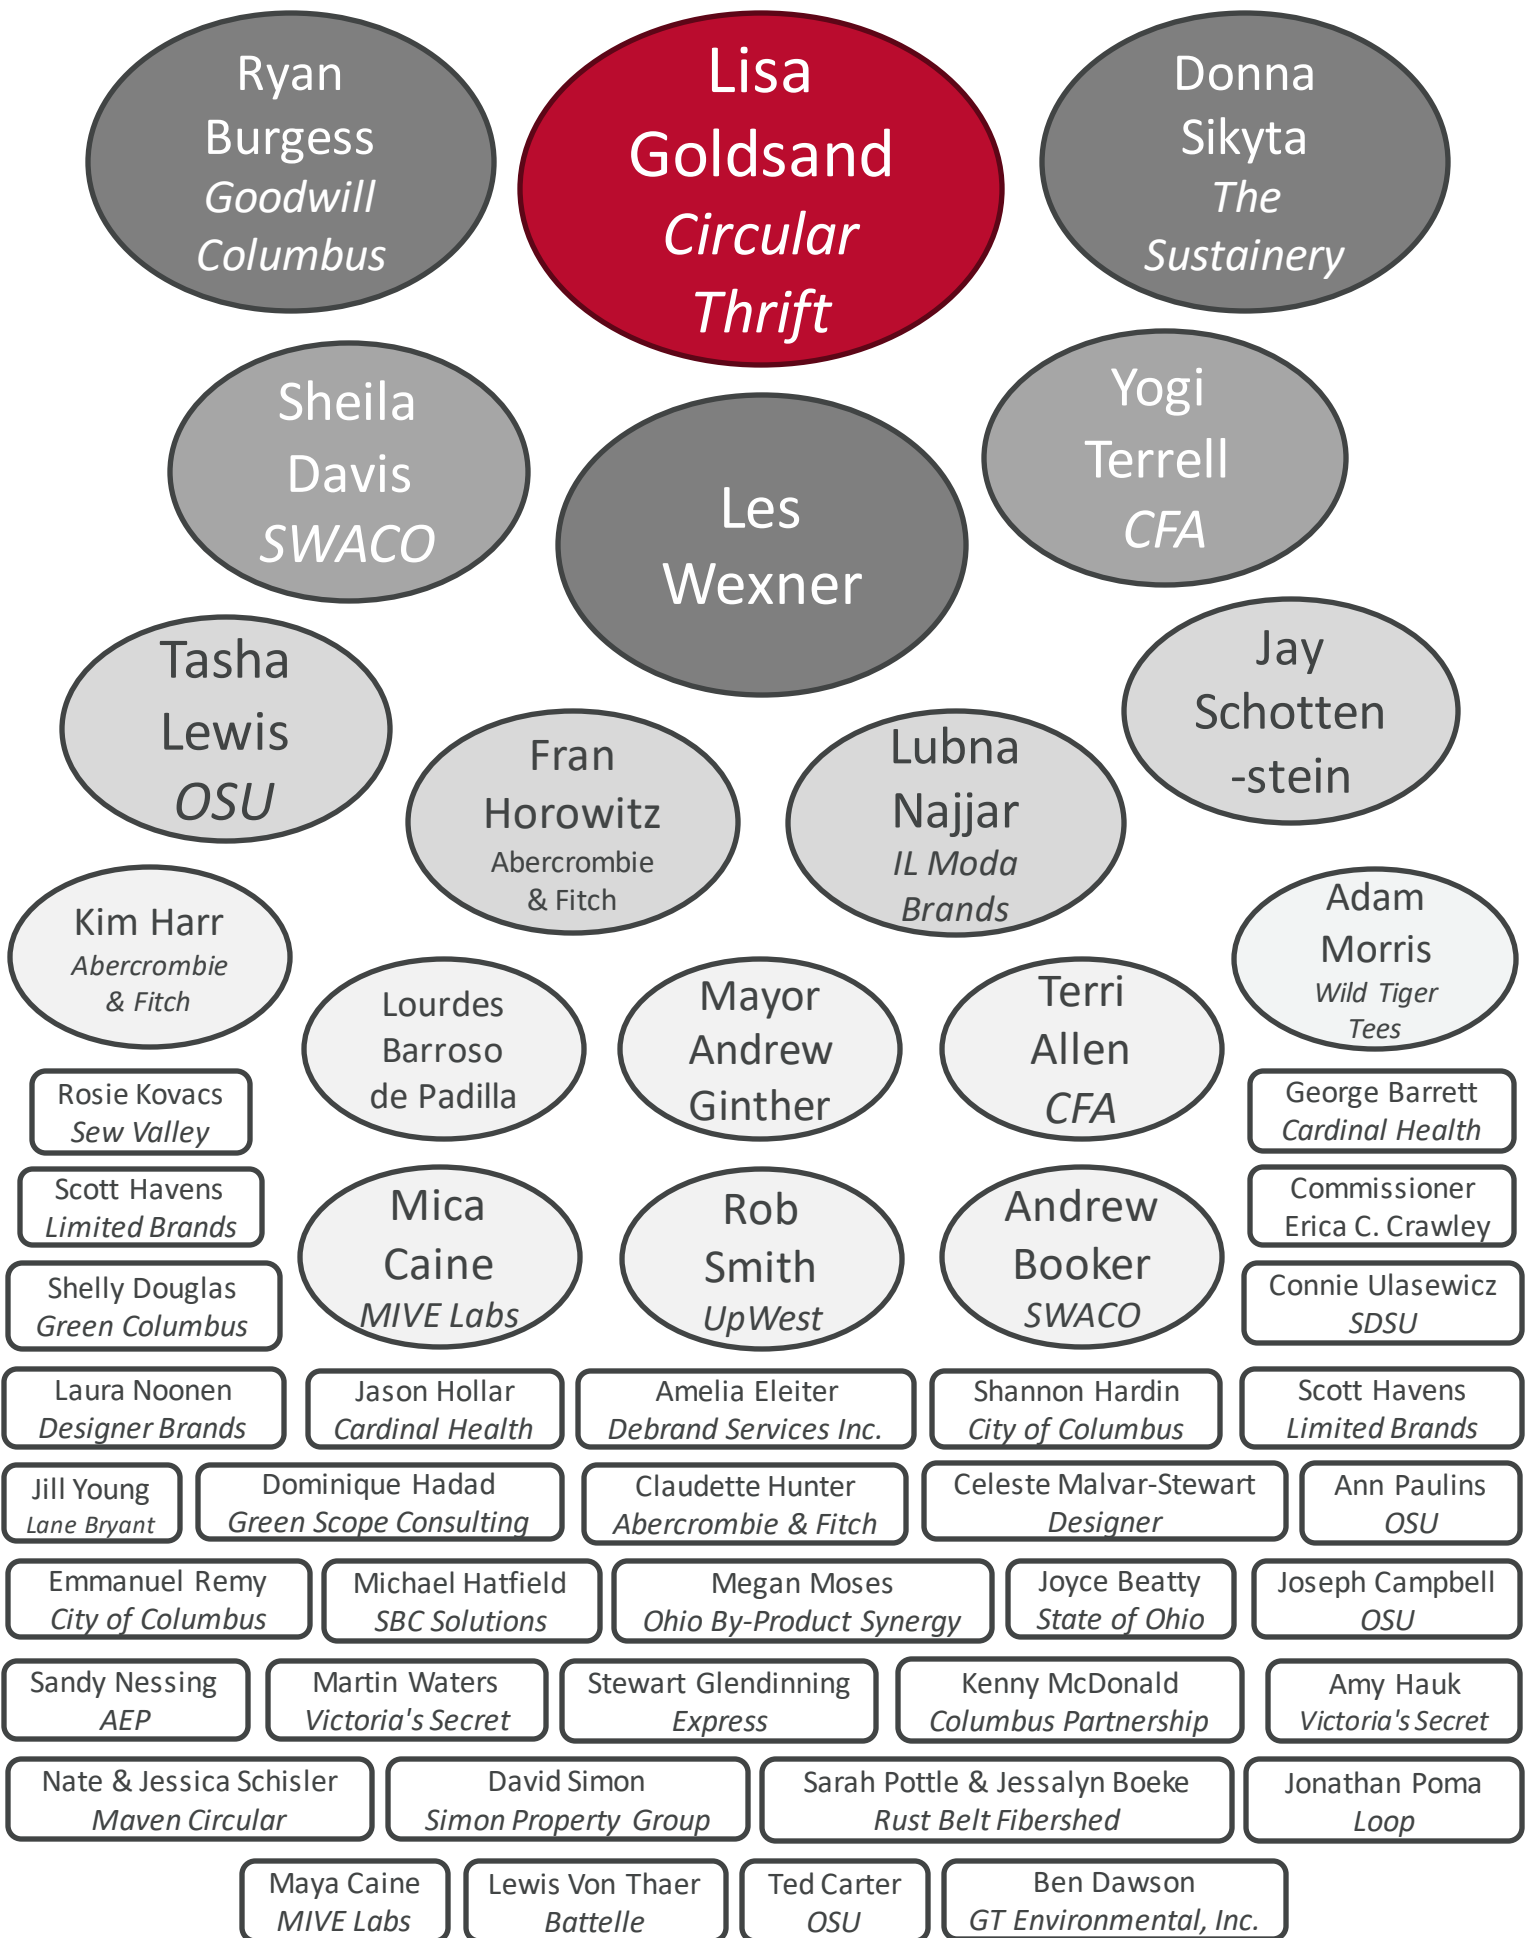 Ryan
Burgess
Goodwill
Columbus
Lisa
Goldsand
Circular
Thrift
Donna
Sikyta
The
Sustainery
Sheila
Davis
SWACO
Les
Wexner
Yogi
Terrell
CFA
Tasha
Lewis
OSU
Fran
Horowitz
Abercrombie
& Fitch
Lubna
Najjar
IL Moda
Brands
Jay
Schotten
-stein
Kim Harr
Abercrombie
& Fitch
Lourdes
Barroso
de Padilla
Mayor
Andrew
Ginther
Terri
Allen
CFA
Adam
Morris
Wild Tiger
Tees
Rosie Kovacs
Sew Valley
George Barrett
Cardinal Health
Scott Havens
Limited Brands
Mica
Caine
MIVE Labs
Rob
Smith
UpWest
Andrew
Booker
SWACO
Commissioner
Erica C. Crawley
Shelly Douglas
Green Columbus
Connie Ulasewicz
SDSU
Laura Noonen
Designer Brands
Jason Hollar
Cardinal Health
Amelia Eleiter
Debrand Services Inc.
Shannon Hardin
City of Columbus
Scott Havens
Limited Brands
Jill Young
Lane Bryant
Dominique Hadad
Green Scope Consulting
Claudette Hunter
Abercrombie & Fitch
Celeste Malvar-Stewart
Designer
Ann Paulins
OSU
Emmanuel Remy
City of Columbus
Michael Hatfield
SBC Solutions
Megan Moses
Ohio By-Product Synergy
Joyce Beatty
State of Ohio
Joseph Campbell
OSU
Sandy Nessing
AEP
Martin Waters
Victoria's Secret
Stewart Glendinning
Express
Kenny McDonald
Columbus Partnership
Amy Hauk
Victoria's Secret
Nate & Jessica Schisler
Maven Circular
David Simon
Simon Property Group
Sarah Pottle & Jessalyn Boeke
Rust Belt Fibershed
Jonathan Poma
Loop
Maya Caine
MIVE Labs
Lewis Von Thaer
Battelle
Ted Carter
OSU
Ben Dawson
GT Environmental, Inc.